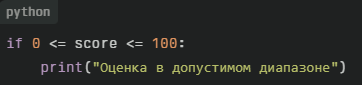 python
if 0 <= score <= 100:
    print("Оценка в допустимом диапазоне")